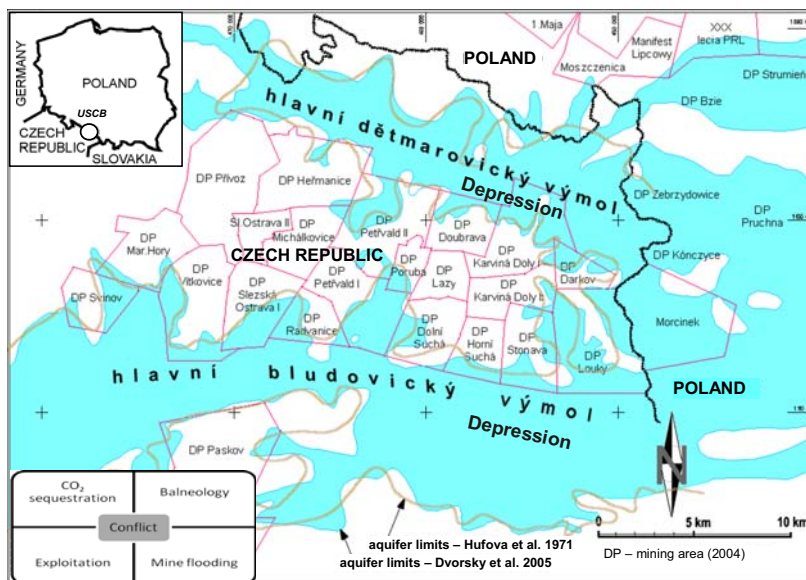 GERMANY
POLAND
USCB
CZECH
REPUBLIC
SLOVAKIA
POLAND
1.Maja
Moszczenica
Manifest
Lipcowy
XXX
lecra PRL
DP Strumień
DP Bzie
hlavní dětmarovický výmol
Depression
DP Přívoz
DP Heřmanice
DP Zebrzydowice
DP
Pruchna
Sl Ostrava II
DP
Michálkovice
DP
Petřvald II
DP
Doubrava
DP
Mar.Hory
CZECH REPUBLIC
DP Kónczyce
DP
Karviná Doly I
DP
Darkov
DP Svinov
DP
Vítkovice
DP
Slezská
Ostrava I
DP
Petřvald I
DP
Poruba
DP
Lazy
DP
Karviná Doly II
DP
Radvanice
DP
Dolní
Suchá
DP
Horní
Suchá
DP
Stonava
DP
Louky
Morcinek
hlavní bludovický výmol
Depression
POLAND
DP Paskov
N
CO₂
sequestration
Balneology
Conflict
Exploitation
Mine flooding
aquifer limits – Hufova et al. 1971
aquifer limits – Dvorsky et al. 2005
0 5 km 10 km
DP – mining area (2004)